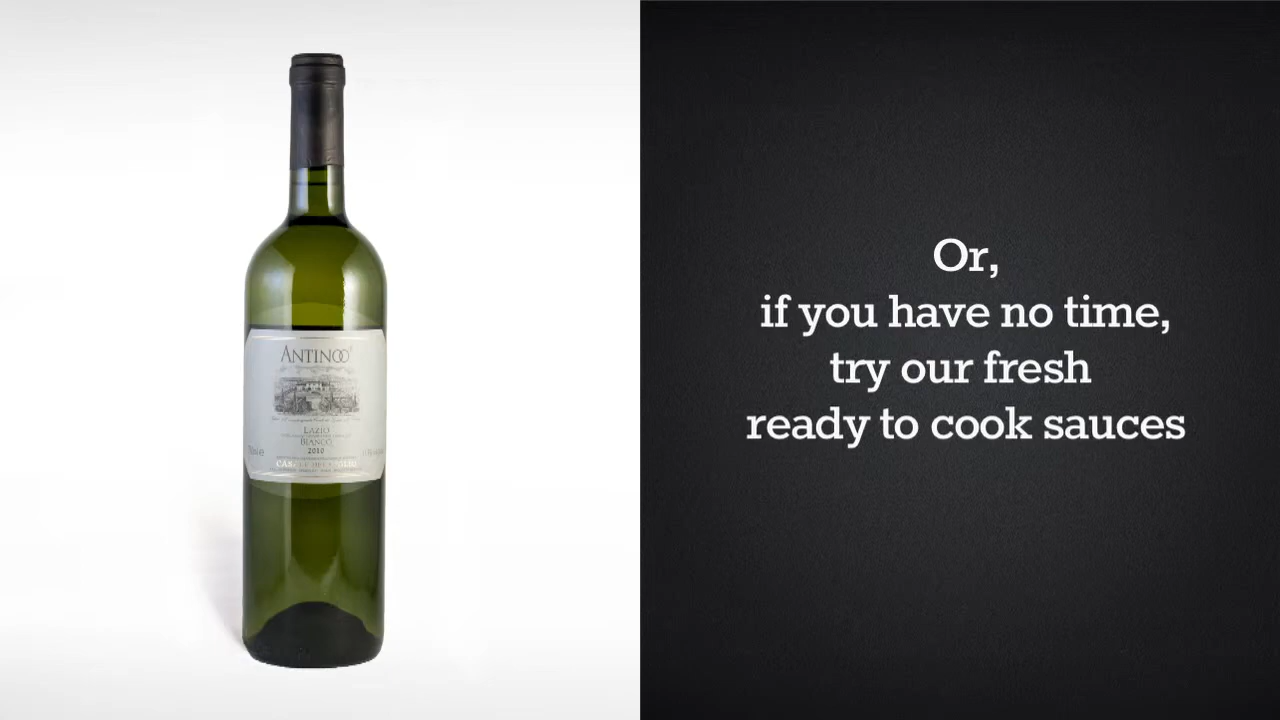 ANTINOO
LAZIO
BIANCO
2010
Or,
if you have no time,
try our fresh
ready to cook sauces